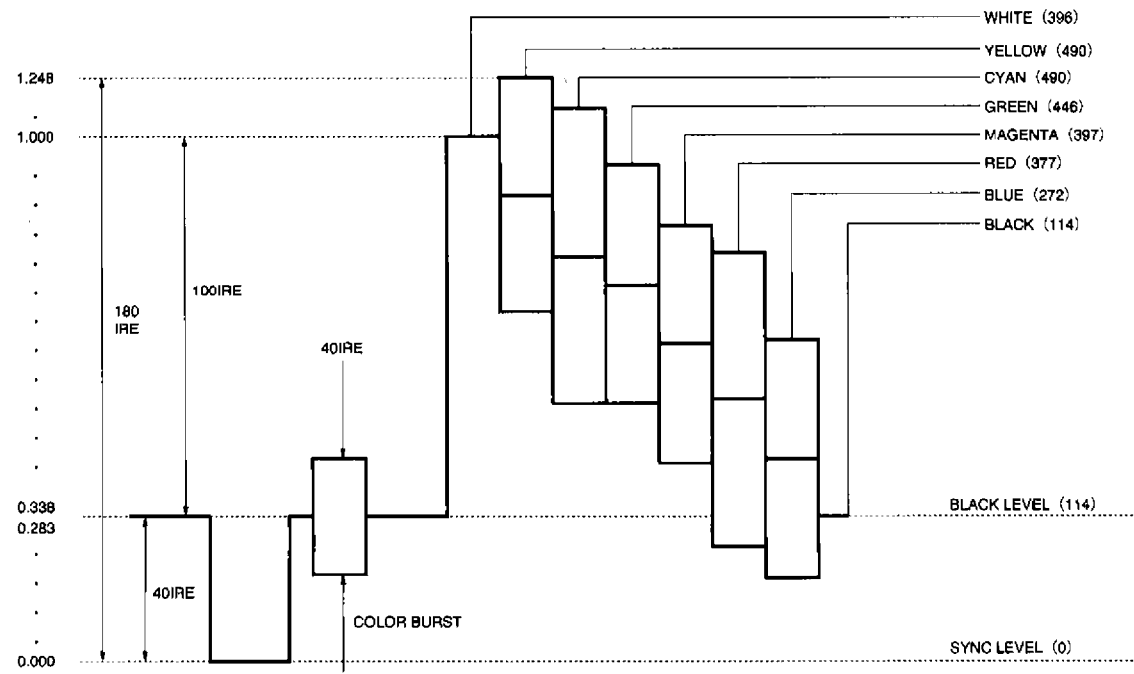 WHITE (396)
YELLOW (490)
CYAN (490)
GREEN (446)
MAGENTA (397)
RED (377)
BLUE (272)
BLACK (114)
1.248
1.000
100IRE
180
IRE
40IRE
0.338
0.283
BLACK LEVEL (114)
40IRE
COLOR BURST
0.000
SYNC LEVEL (0)